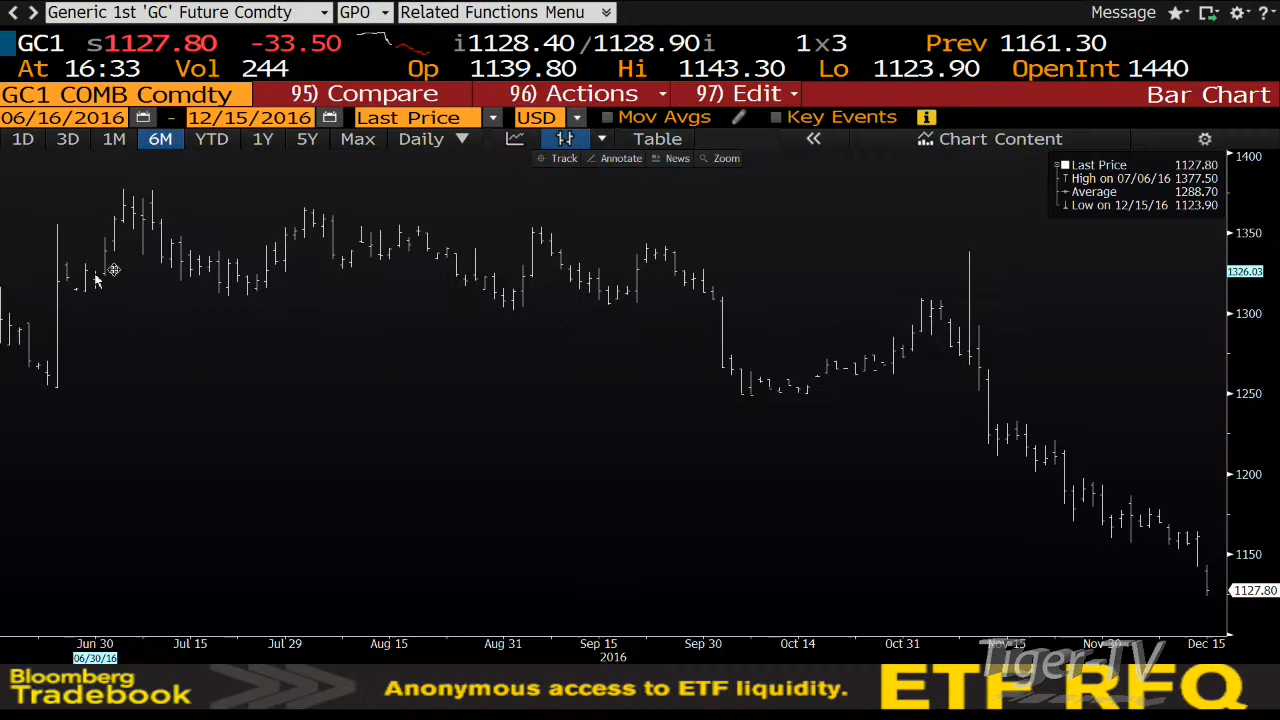 Generic 1st 'GC' Future Comdty GPO Related Functions Menu Message ?
GC1 s1127.80 -33.50 i1128.40/1128.90i 1x3 Prev 1161.30
At 16:33 Vol 244 Op 1139.80 Hi 1143.30 Lo 1123.90 OpenInt 1440
GC1 COMB Comdty 95) Compare 96) Actions 97) Edit Bar Chart
06/16/2016 - 12/15/2016 Last Price USD Mov Avgs Key Events i
1D 3D 1M 6M YTD 1Y 5Y Max Daily Table « Chart Content
Track Annotate News Zoom
Last Price 1127.80
High on 07/06/16 1377.50
Average 1288.70
Low on 12/15/16 1123.90
1400
1350
1326.03
1300
1250
1200
1150
1127.80
Jun 30 Jul 15 Jul 29 Aug 15 Aug 31 Sep 15 Sep 30 Oct 14 Oct 31 Nov 15 Nov 30 Dec 15
06/30/16 2016
Tiger-TV
Bloomberg
Tradebook
Anonymous access to ETF liquidity.
ETF RFQ